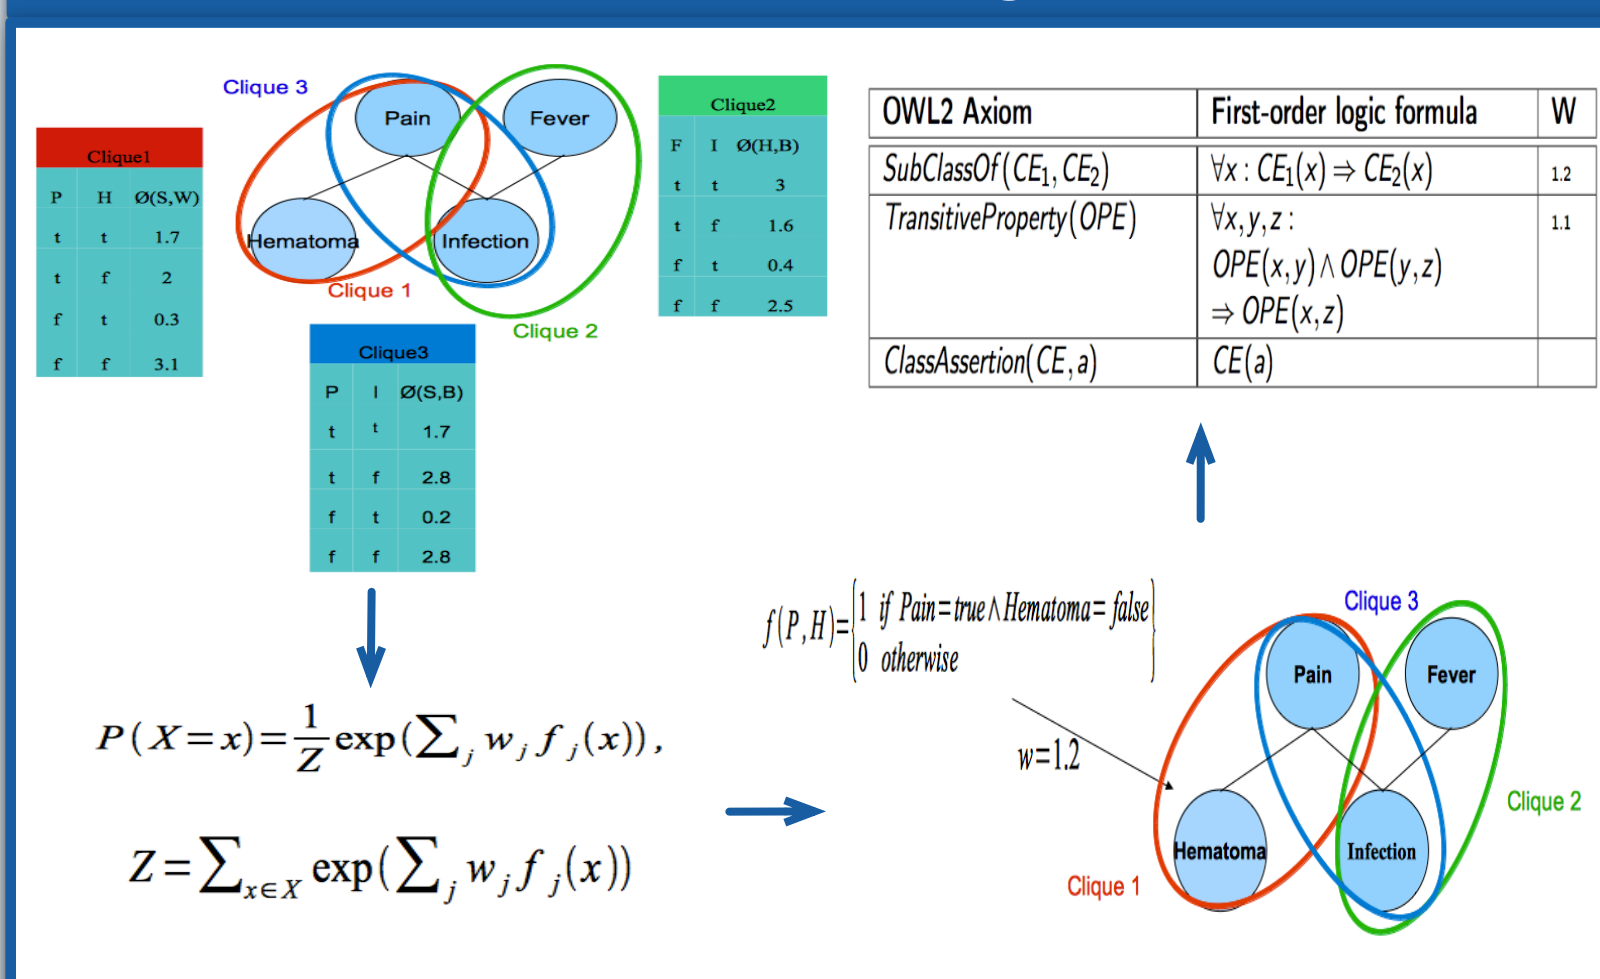 Clique 3
Pain
Fever
Hematoma
Infection
Clique 1
Clique 2
Clique1
P H Ø(S,W)
t t 1.7
t f 2
f t 0.3
f f 3.1
Clique2
F I Ø(H,B)
t t 3
t f 1.6
f t 0.4
f f 2.5
Clique3
P I Ø(S,B)
t t 1.7
t f 2.8
f t 0.2
f f 2.8
OWL2 Axiom First-order logic formula W
SubClassOf(CE₁, CE₂) ∀x : CE₁(x) ⇒ CE₂(x) 1.2
TransitiveProperty(OPE) ∀x,y,z : 1.1
OPE(x,y) ∧ OPE(y,z)
⇒ OPE(x,z)
ClassAssertion(CE,a) CE(a)
P(X=x)=1/Z exp(∑ⱼ wⱼ fⱼ(x)),
Z=∑x∈X exp(∑ⱼ wⱼ fⱼ(x))
f(P,H)={1 if Pain=true∧Hematoma=false
0 otherwise}
w=1.2
Clique 3
Pain
Fever
Hematoma
Infection
Clique 2
Clique 1